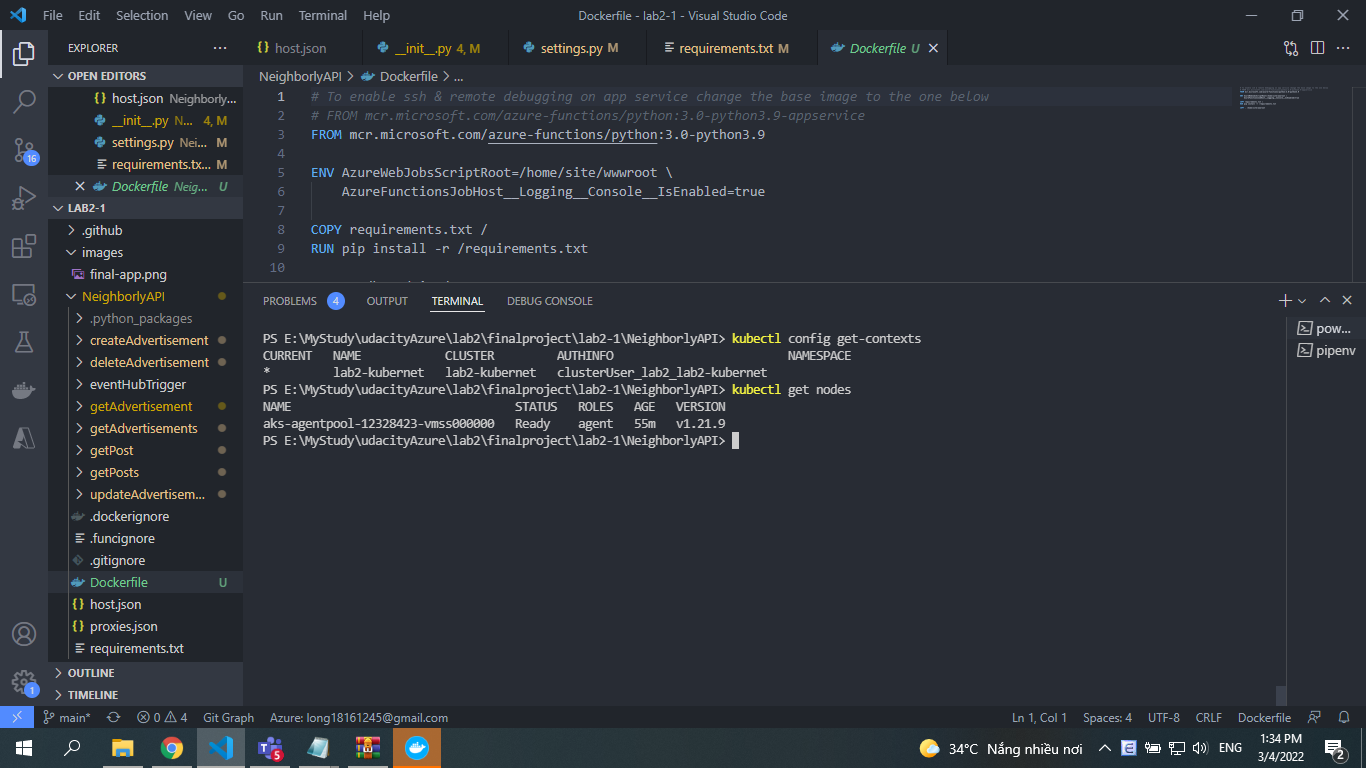 File Edit Selection View Go Run Terminal Help
Dockerfile - lab2-1 - Visual Studio Code
EXPLORER
OPEN EDITORS
host.json Neighborly...
__init__.py N... 4, M
settings.py Nei... M
requirements.tx... M
Dockerfile Neig... U
LAB2-1
.github
images
final-app.png
NeighborlyAPI
.python_packages
createAdvertisement
deleteAdvertisement
eventHubTrigger
getAdvertisement
getAdvertisements
getPost
getPosts
updateAdvertisem...
.dockerignore
.funcignore
.gitignore
Dockerfile U
host.json
proxies.json
requirements.txt
OUTLINE
TIMELINE
16
1
host.json
__init__.py 4, M
settings.py M
requirements.txt M
Dockerfile U
NeighborlyAPI > Dockerfile > ...
1 # To enable ssh & remote debugging on app service change the base image to the one below
2 # FROM mcr.microsoft.com/azure-functions/python:3.0-python3.9-appservice
3 FROM mcr.microsoft.com/azure-functions/python:3.0-python3.9
4
5 ENV AzureWebJobsScriptRoot=/home/site/wwwroot \
6 AzureFunctionsJobHost__Logging__Console__IsEnabled=true
7
8 COPY requirements.txt /
9 RUN pip install -r /requirements.txt
10
PROBLEMS 4 OUTPUT TERMINAL DEBUG CONSOLE
PS E:\MyStudy\udacityAzure\lab2\finalproject\lab2-1\NeighborlyAPI> kubectl config get-contexts
CURRENT NAME CLUSTER AUTHINFO NAMESPACE
* lab2-kubernet lab2-kubernet clusterUser_lab2_lab2-kubernet
PS E:\MyStudy\udacityAzure\lab2\finalproject\lab2-1\NeighborlyAPI> kubectl get nodes
NAME STATUS ROLES AGE VERSION
aks-agentpool-12328423-vmss000000 Ready agent 55m v1.21.9
PS E:\MyStudy\udacityAzure\lab2\finalproject\lab2-1\NeighborlyAPI>
pow...
pipenv
main* 0 4 Git Graph Azure: long18161245@gmail.com
Ln 1, Col 1 Spaces: 4 UTF-8 CRLF Dockerfile
5
34°C Nắng nhiều nơi
ENG
1:34 PM
3/4/2022
2